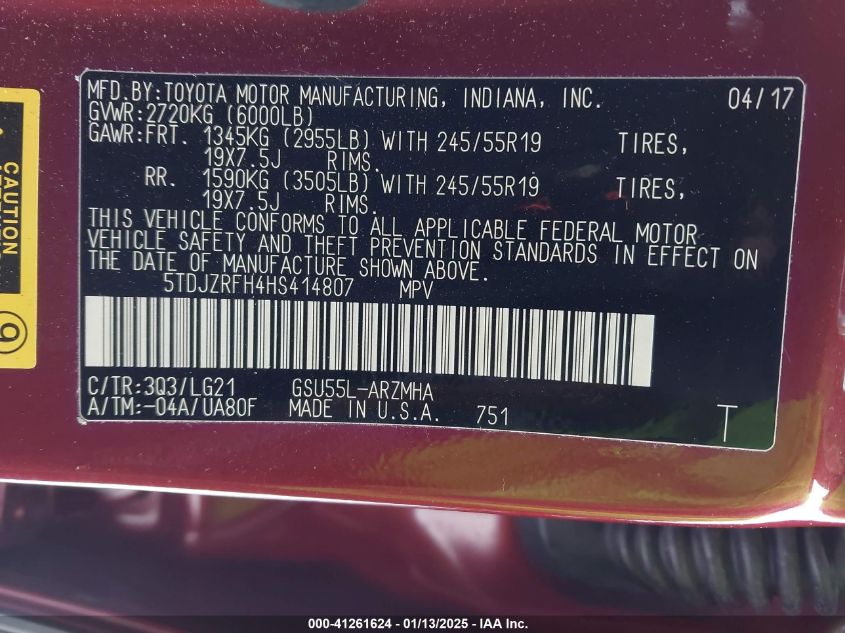 MFD.BY:TOYOTA MOTOR MANUFACTURING, INDIANA, INC. 04/17
GVWR:2720KG (6000LB)
GAWR:FRT. 1345KG (2955LB) WITH 245/55R19 TIRES,
19X7.5J RIMS.
RR. 1590KG (3505LB) WITH 245/55R19 TIRES,
19X7.5J RIMS.
THIS VEHICLE CONFORMS TO ALL APPLICABLE FEDERAL MOTOR
VEHICLE SAFETY AND THEFT PREVENTION STANDARDS IN EFFECT ON
THE DATE OF MANUFACTURE SHOWN ABOVE.
5TDJZRFH4HS414807 MPV
C/TR:3Q3/LG21 GSU55L-ARZMHA
A/TM:-04A/UA80F MADE IN U.S.A. 751 T
CAUTION
9
000-41261624 — 01/13/2025 — IAA Inc.